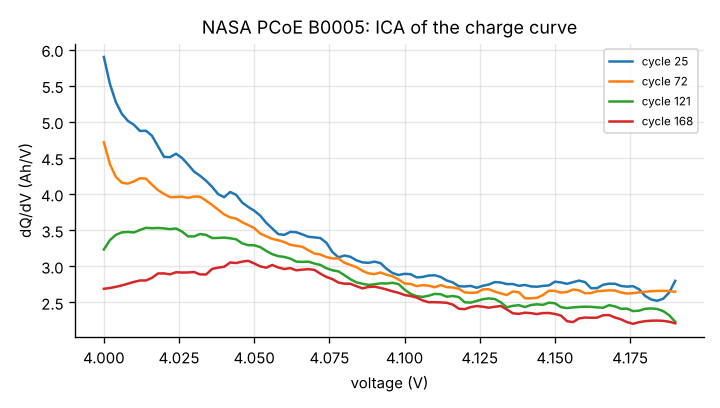 NASA PCoE B0005: ICA of the charge curve
cycle 25
cycle 72
cycle 121
cycle 168
dQ/dV (Ah/V)
6.0
5.5
5.0
4.5
4.0
3.5
3.0
2.5
4.000 4.025 4.050 4.075 4.100 4.125 4.150 4.175
voltage (V)